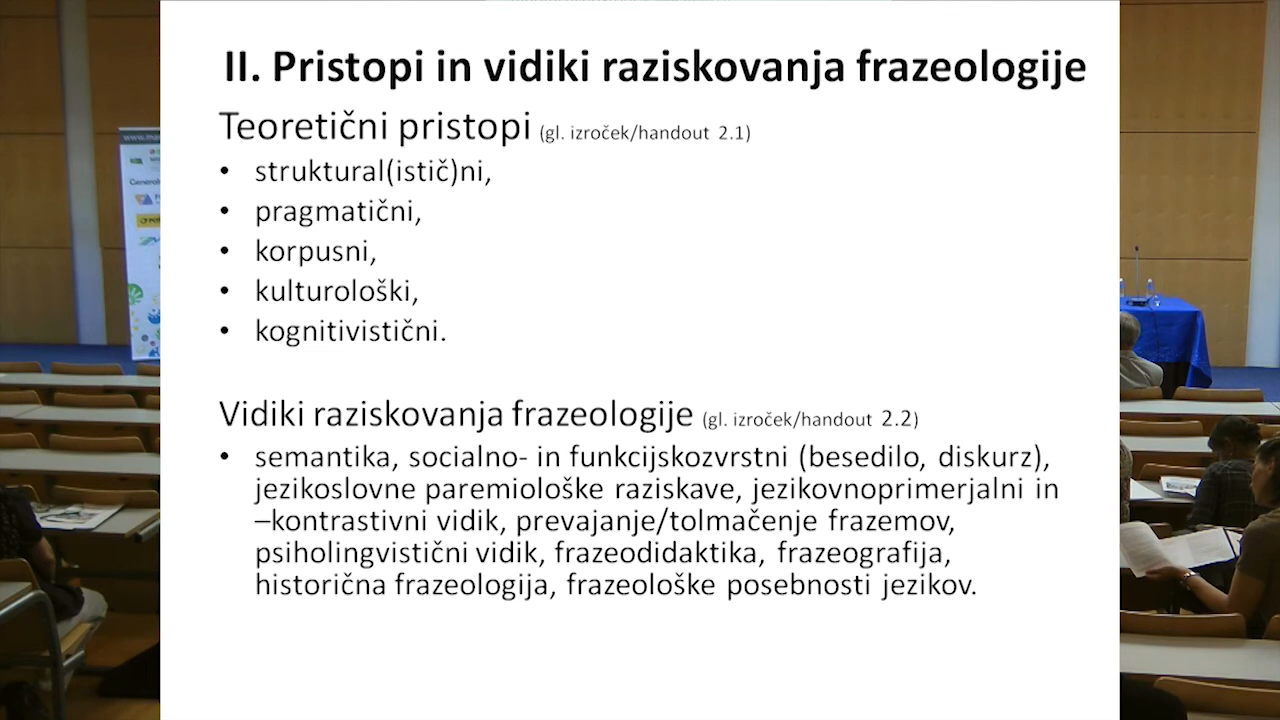 II. Pristopi in vidiki raziskovanja frazeologije
Teoretični pristopi (gl. izroček/handout 2.1)
• struktural(istič)ni,
• pragmatični,
• korpusni,
• kulturološki,
• kognitivistični.
Vidiki raziskovanja frazeologije (gl. izroček/handout 2.2)
• semantika, socialno- in funkcijskozvrstni (besedilo, diskurz),
jezikoslovne paremiološke raziskave, jezikovnoprimerjalni in
–kontrastivni vidik, prevajanje/tolmačenje frazemov,
psiholingvistični vidik, frazeodidaktika, frazeografija,
historična frazeologija, frazeološke posebnosti jezikov.